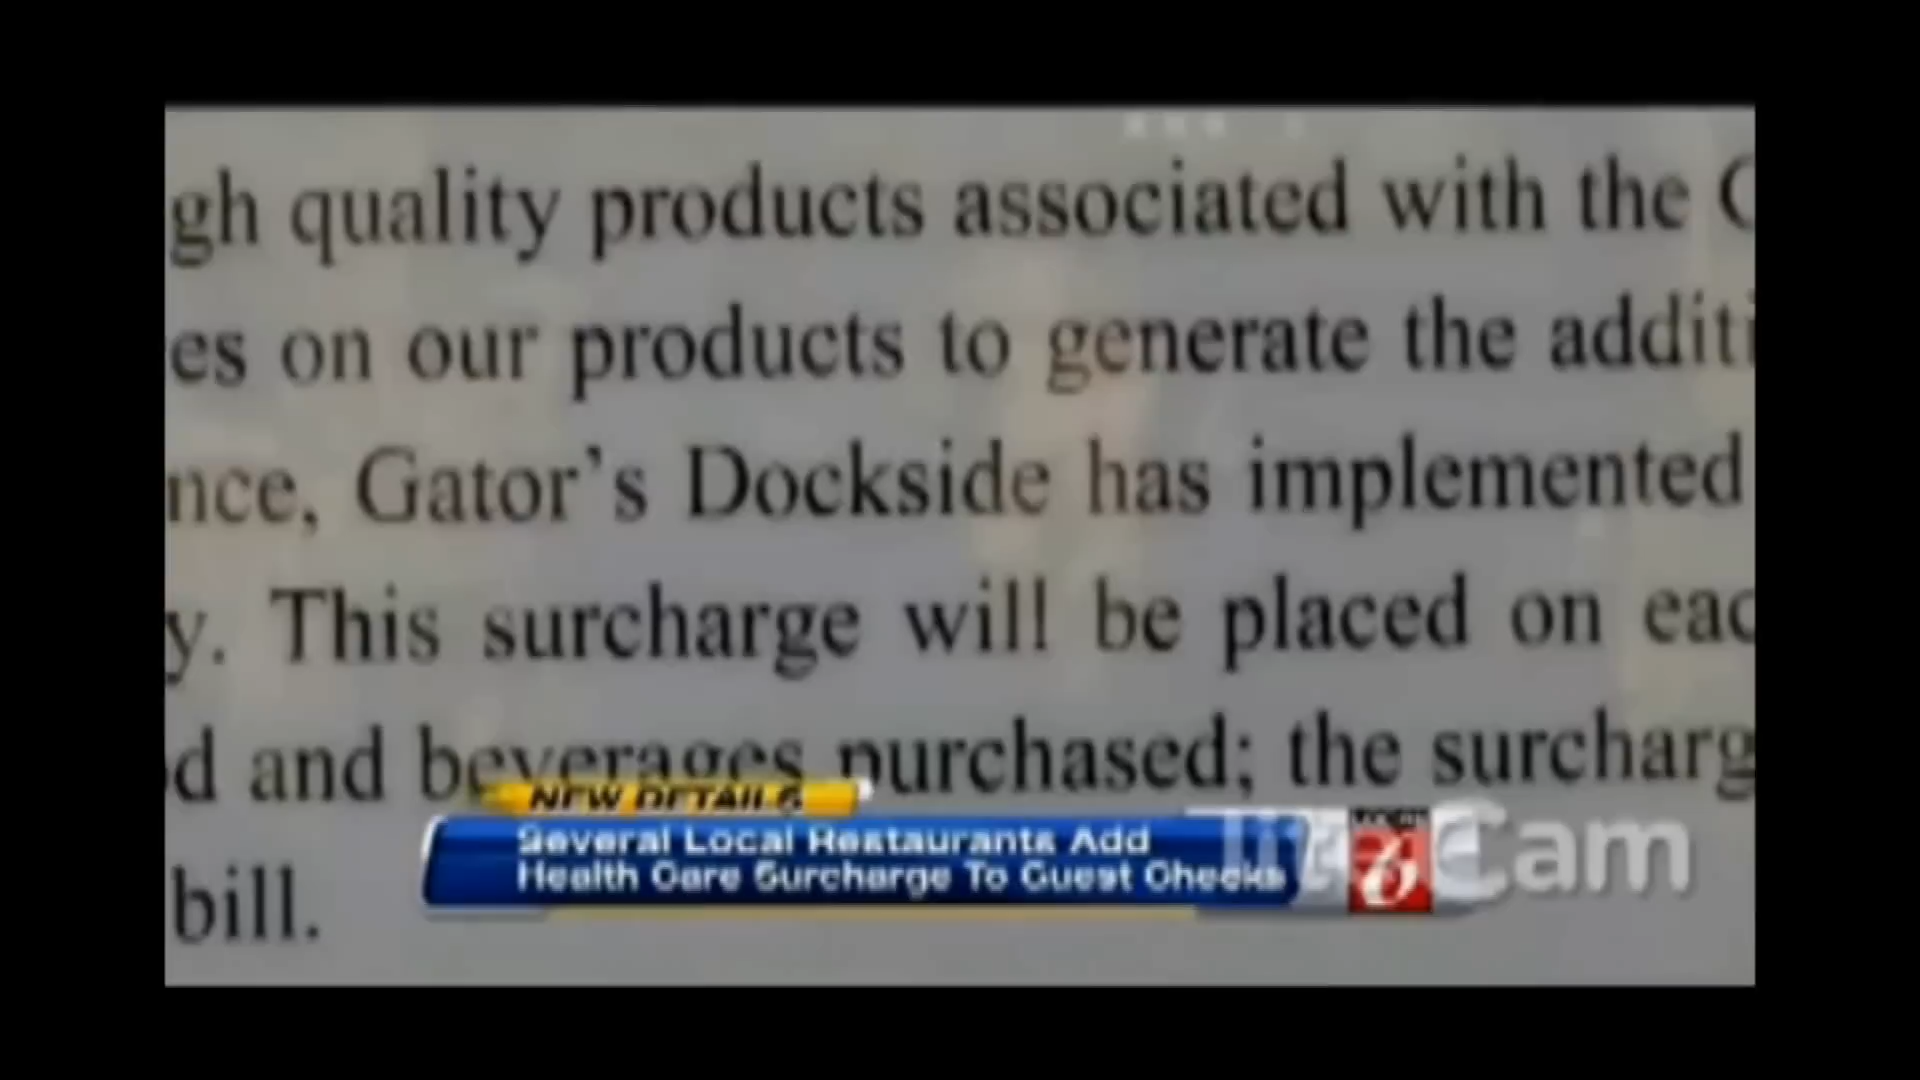 gh quality products associated with the
es on our products to generate the additi
nce, Gator's Dockside has implemented
y. This surcharge will be placed on eac
d and beverages purchased; the surcharg
bill.
NEW DETAILS
Several Local Restaurants Add
Health Care Surcharge To Guest Checks
LOCAL
6
Cam